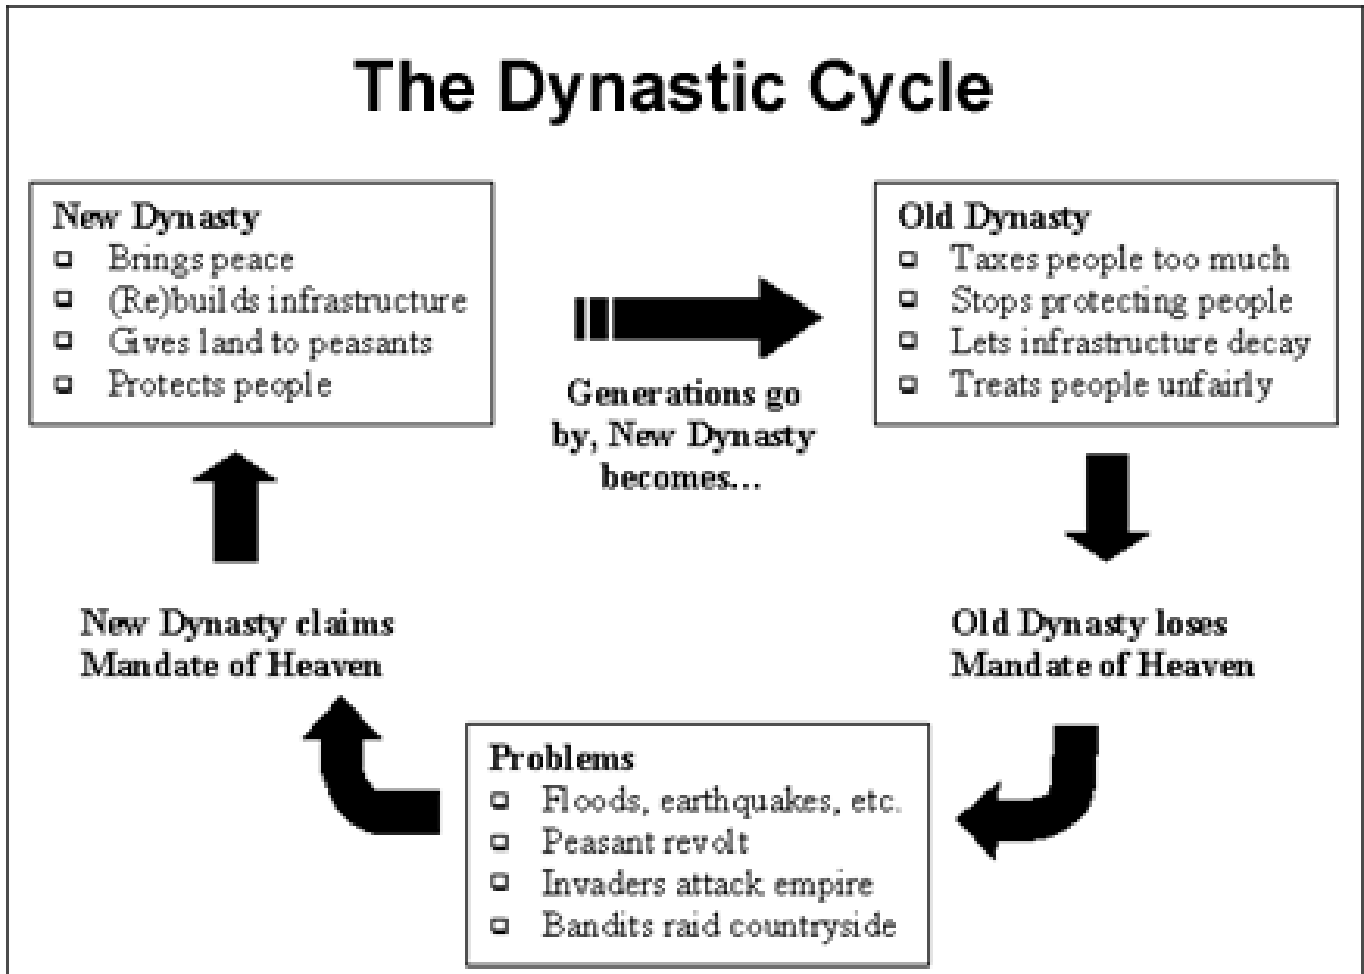 The Dynastic Cycle
New Dynasty
Brings peace
(Re)builds infrastructure
Gives land to peasants
Protects people
Generations go
by, New Dynasty
becomes...
Old Dynasty
Taxes people too much
Stops protecting people
Lets infrastructure decay
Treats people unfairly
Old Dynasty loses
Mandate of Heaven
Problems
Floods, earthquakes, etc.
Peasant revolt
Invaders attack empire
Bandits raid countryside
New Dynasty claims
Mandate of Heaven